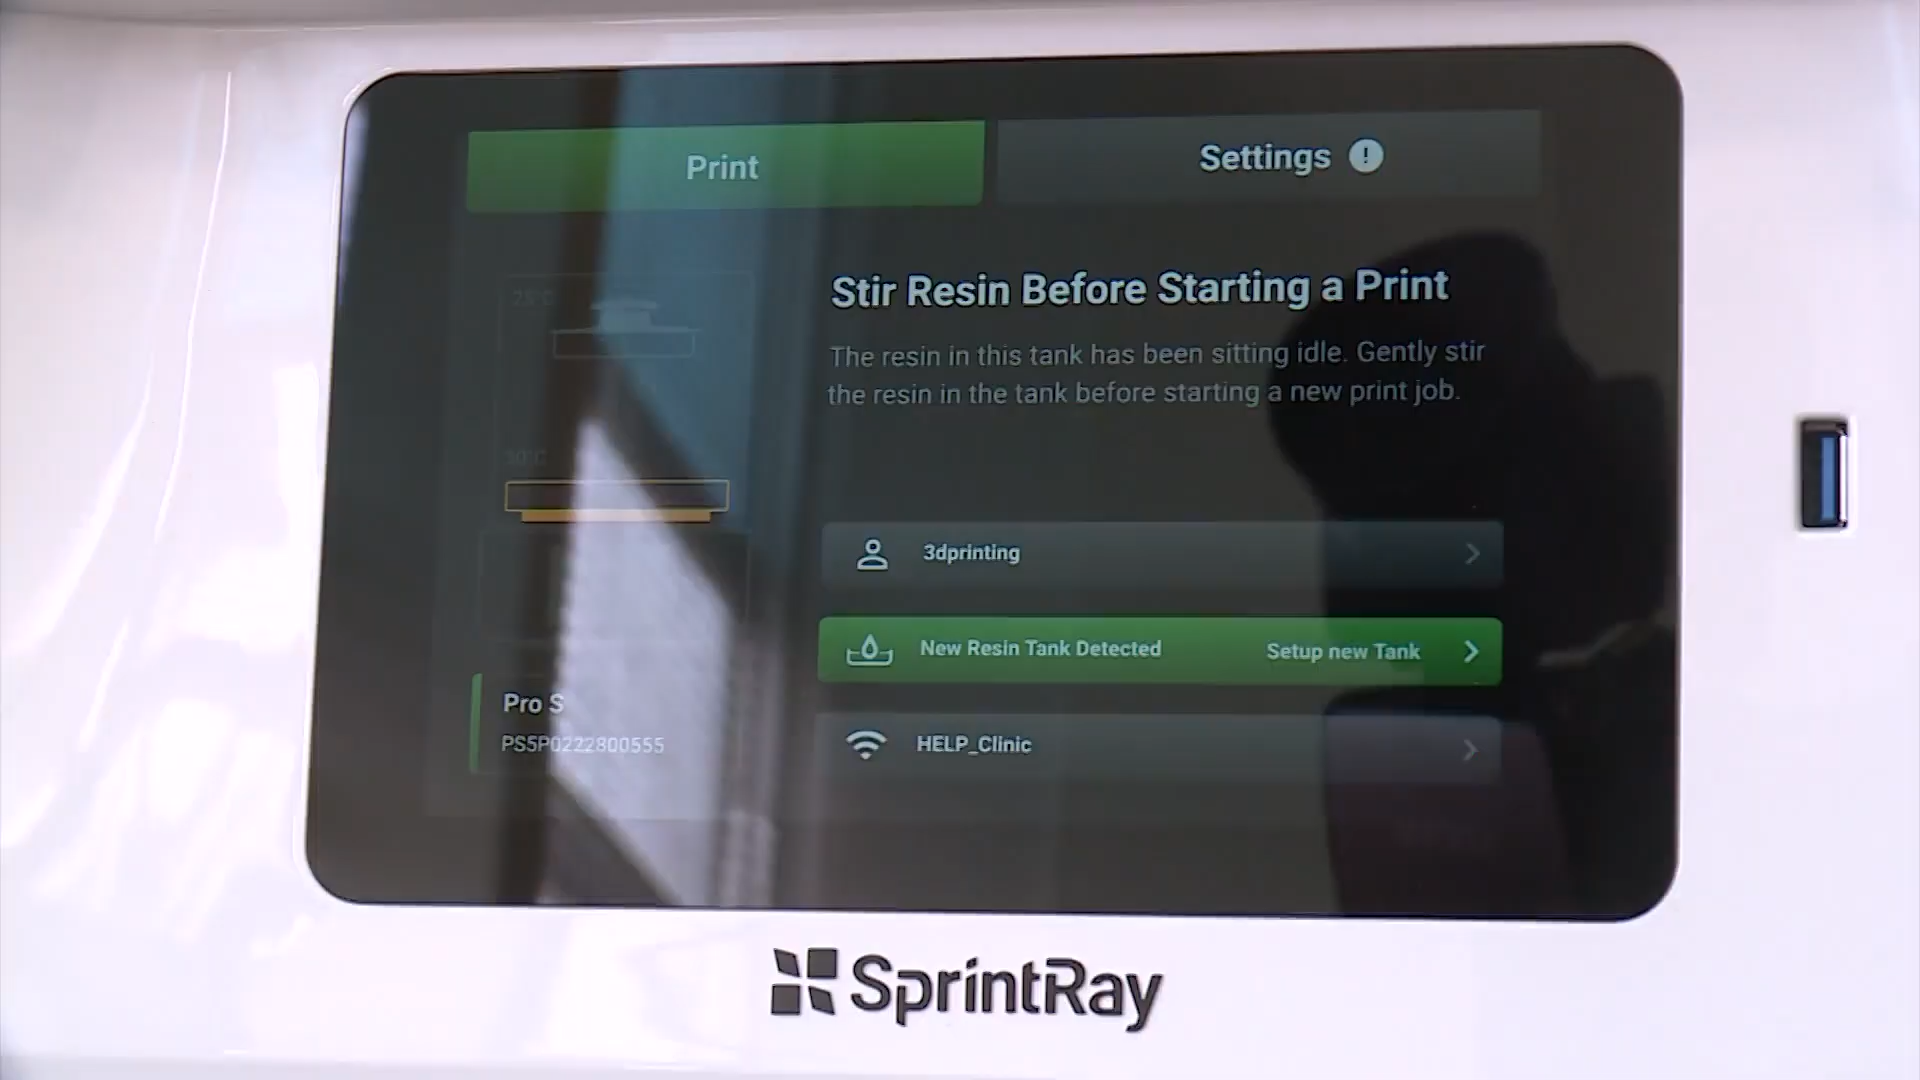 Print
Settings !
Stir Resin Before Starting a Print
The resin in this tank has been sitting idle. Gently stir
the resin in the tank before starting a new print job.
3dprinting
New Resin Tank Detected Setup new Tank
HELP_Clinic
Pro S
PS5P0222800555
SprintRay